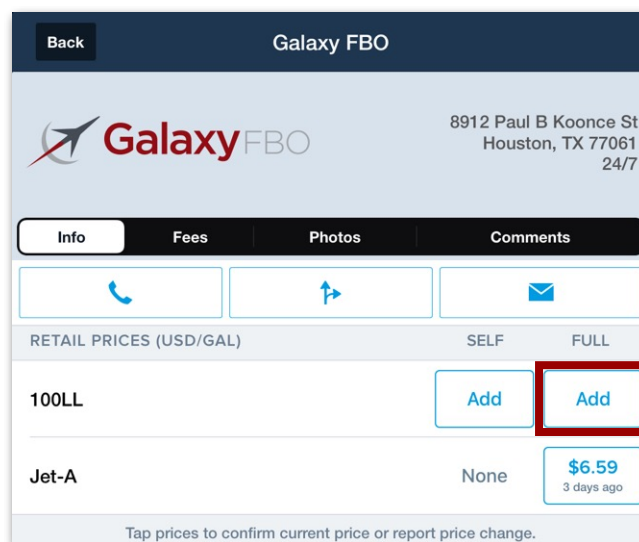 Back Galaxy FBO
Galaxy FBO
8912 Paul B Koonce St
Houston, TX 77061
24/7
Info Fees Photos Comments
RETAIL PRICES (USD/GAL) SELF FULL
100LL Add Add
Jet-A None $6.59
3 days ago
Tap prices to confirm current price or report price change.